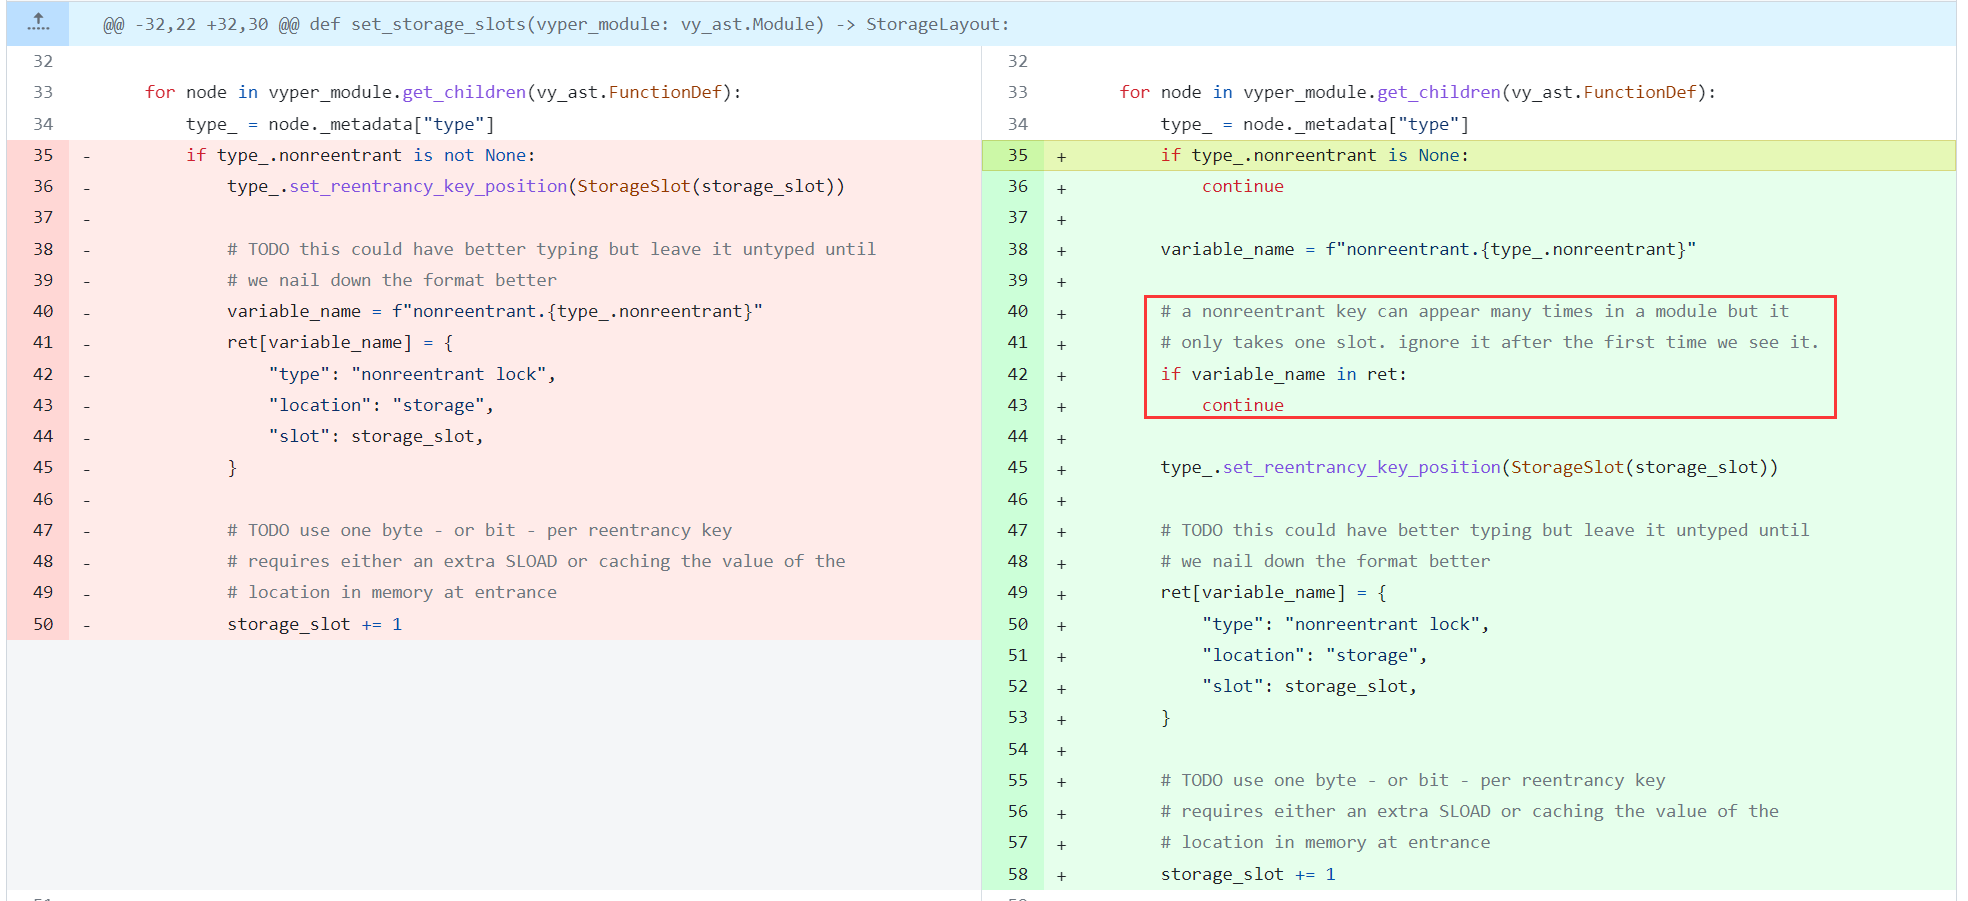 @@ -32,22 +32,30 @@ def set_storage_slots(vyper_module: vy_ast.Module) -> StorageLayout:
32
33 for node in vyper_module.get_children(vy_ast.FunctionDef):
34 type_ = node._metadata["type"]
35 - if type_.nonreentrant is not None:
36 - type_.set_reentrancy_key_position(StorageSlot(storage_slot))
37 -
38 - # TODO this could have better typing but leave it untyped until
39 - # we nail down the format better
40 - variable_name = f"nonreentrant.{type_.nonreentrant}"
41 - ret[variable_name] = {
42 - "type": "nonreentrant lock",
43 - "location": "storage",
44 - "slot": storage_slot,
45 - }
46 -
47 - # TODO use one byte - or bit - per reentrancy key
48 - # requires either an extra SLOAD or caching the value of the
49 - # location in memory at entrance
50 - storage_slot += 1
32
33 for node in vyper_module.get_children(vy_ast.FunctionDef):
34 type_ = node._metadata["type"]
35 + if type_.nonreentrant is None:
36 + continue
37 +
38 + variable_name = f"nonreentrant.{type_.nonreentrant}"
39 +
40 + # a nonreentrant key can appear many times in a module but it
41 + # only takes one slot. ignore it after the first time we see it.
42 + if variable_name in ret:
43 + continue
44 +
45 + type_.set_reentrancy_key_position(StorageSlot(storage_slot))
46 +
47 + # TODO this could have better typing but leave it untyped until
48 + # we nail down the format better
49 + ret[variable_name] = {
50 + "type": "nonreentrant lock",
51 + "location": "storage",
52 + "slot": storage_slot,
53 + }
54 +
55 + # TODO use one byte - or bit - per reentrancy key
56 + # requires either an extra SLOAD or caching the value of the
57 + # location in memory at entrance
58 + storage_slot += 1